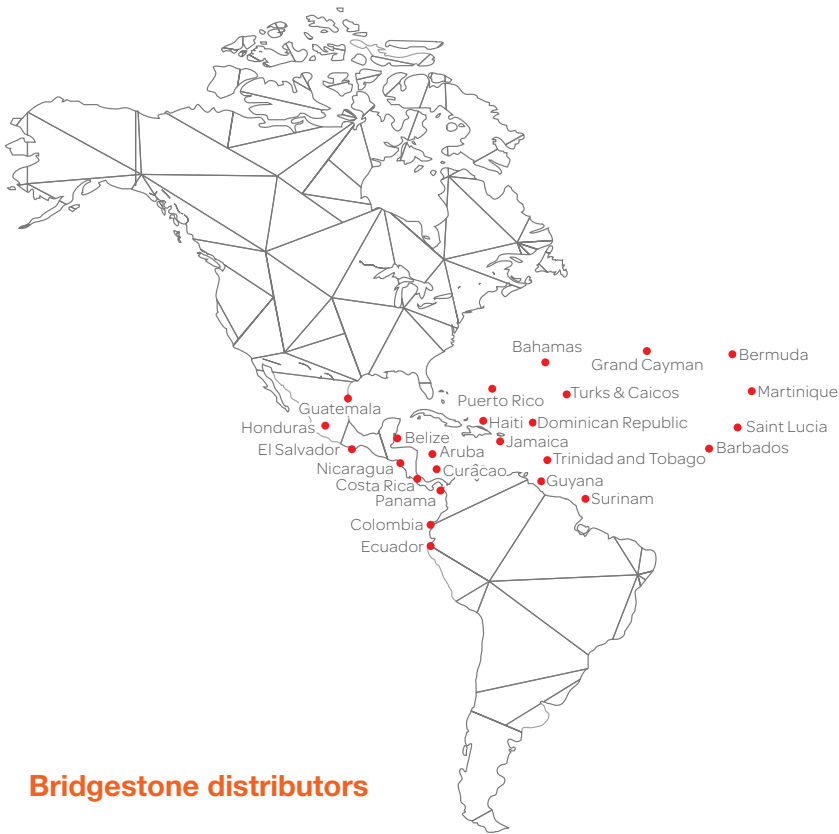 Bahamas
Grand Cayman
Bermuda
Puerto Rico
Turks & Caicos
Martinique
Guatemala
Honduras
Haiti
Dominican Republic
Saint Lucia
Belize
Jamaica
El Salvador
Aruba
Barbados
Nicaragua
Curâcao
Trinidad and Tobago
Costa Rica
Guyana
Panama
Surinam
Colombia
Ecuador
Bridgestone distributors